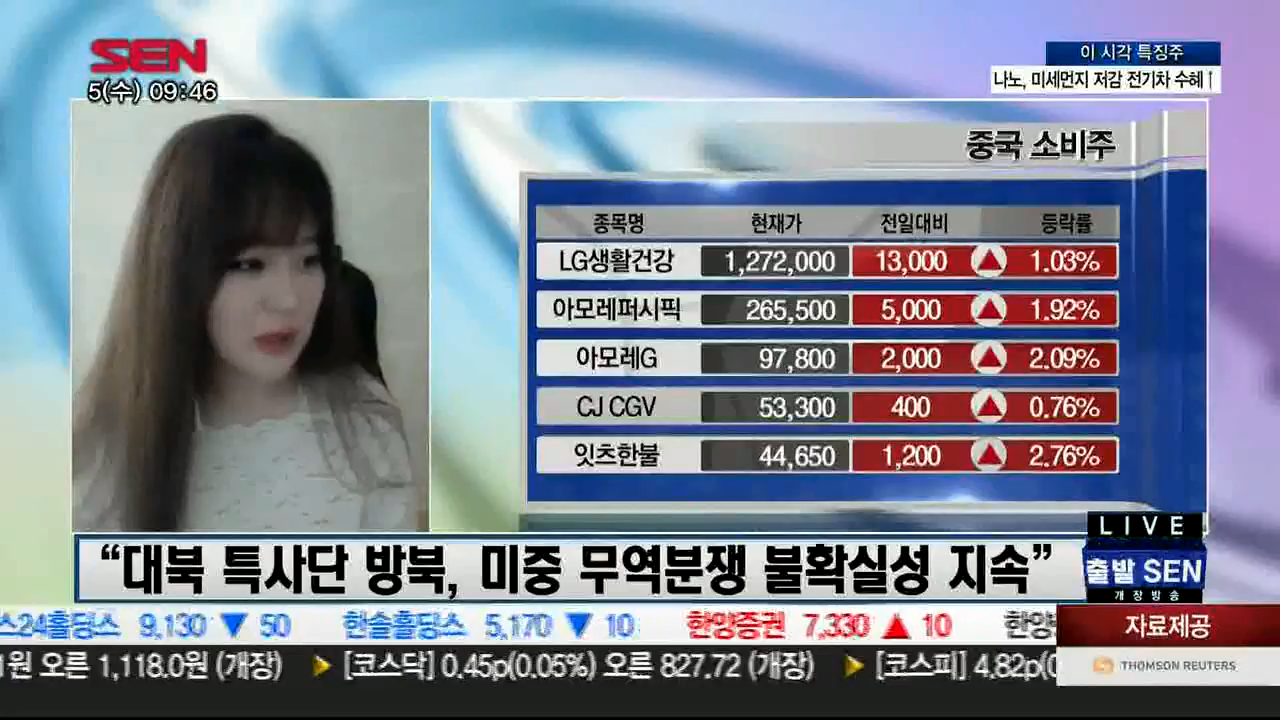 SEN
5(수) 09:46
이 시각 특징주
나노, 미세먼지 저감 전기차 수혜↑
중국 소비주
종목명 현재가 전일대비 등락률
LG생활건강 1,272,000 13,000 ▲ 1.03%
아모레퍼시픽 265,500 5,000 ▲ 1.92%
아모레G 97,800 2,000 ▲ 2.09%
CJ CGV 53,300 400 ▲ 0.76%
잇츠한불 44,650 1,200 ▲ 2.76%
“대북 특사단 방북, 미중 무역분쟁 불확실성 지속”
LIVE
출발 SEN
개장방송
스24홀딩스 9,130 ▼ 50 한솔홀딩스 5,170 ▼ 10 한양증권 7,330 ▲ 10 한양
자료제공
1원 오른 1,118.0원 (개장) ▶ [코스닥] 0.45p(0.05%) 오른 827.72 (개장) ▶ [코스피] 4.82p(0
THOMSON REUTERS